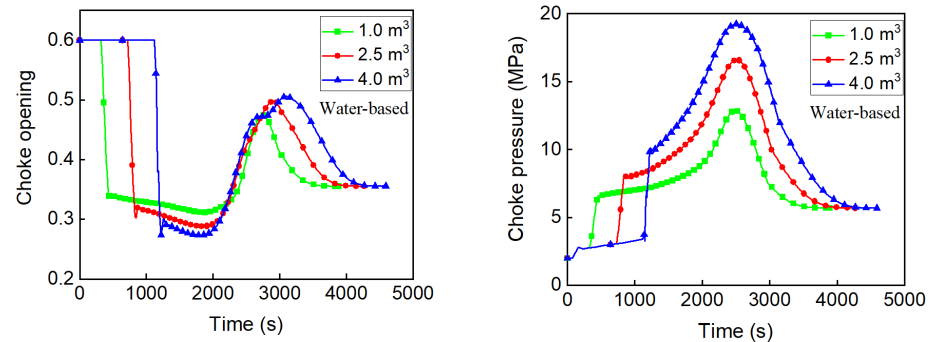 Choke opening
0.6
0.5
0.4
0.3
0.2
1.0 m³
2.5 m³
4.0 m³
Water-based
0 1000 2000 3000 4000 5000
Time (s)
Choke pressure (MPa)
20
15
10
5
0
1.0 m³
2.5 m³
4.0 m³
Water-based
0 1000 2000 3000 4000 5000
Time (s)